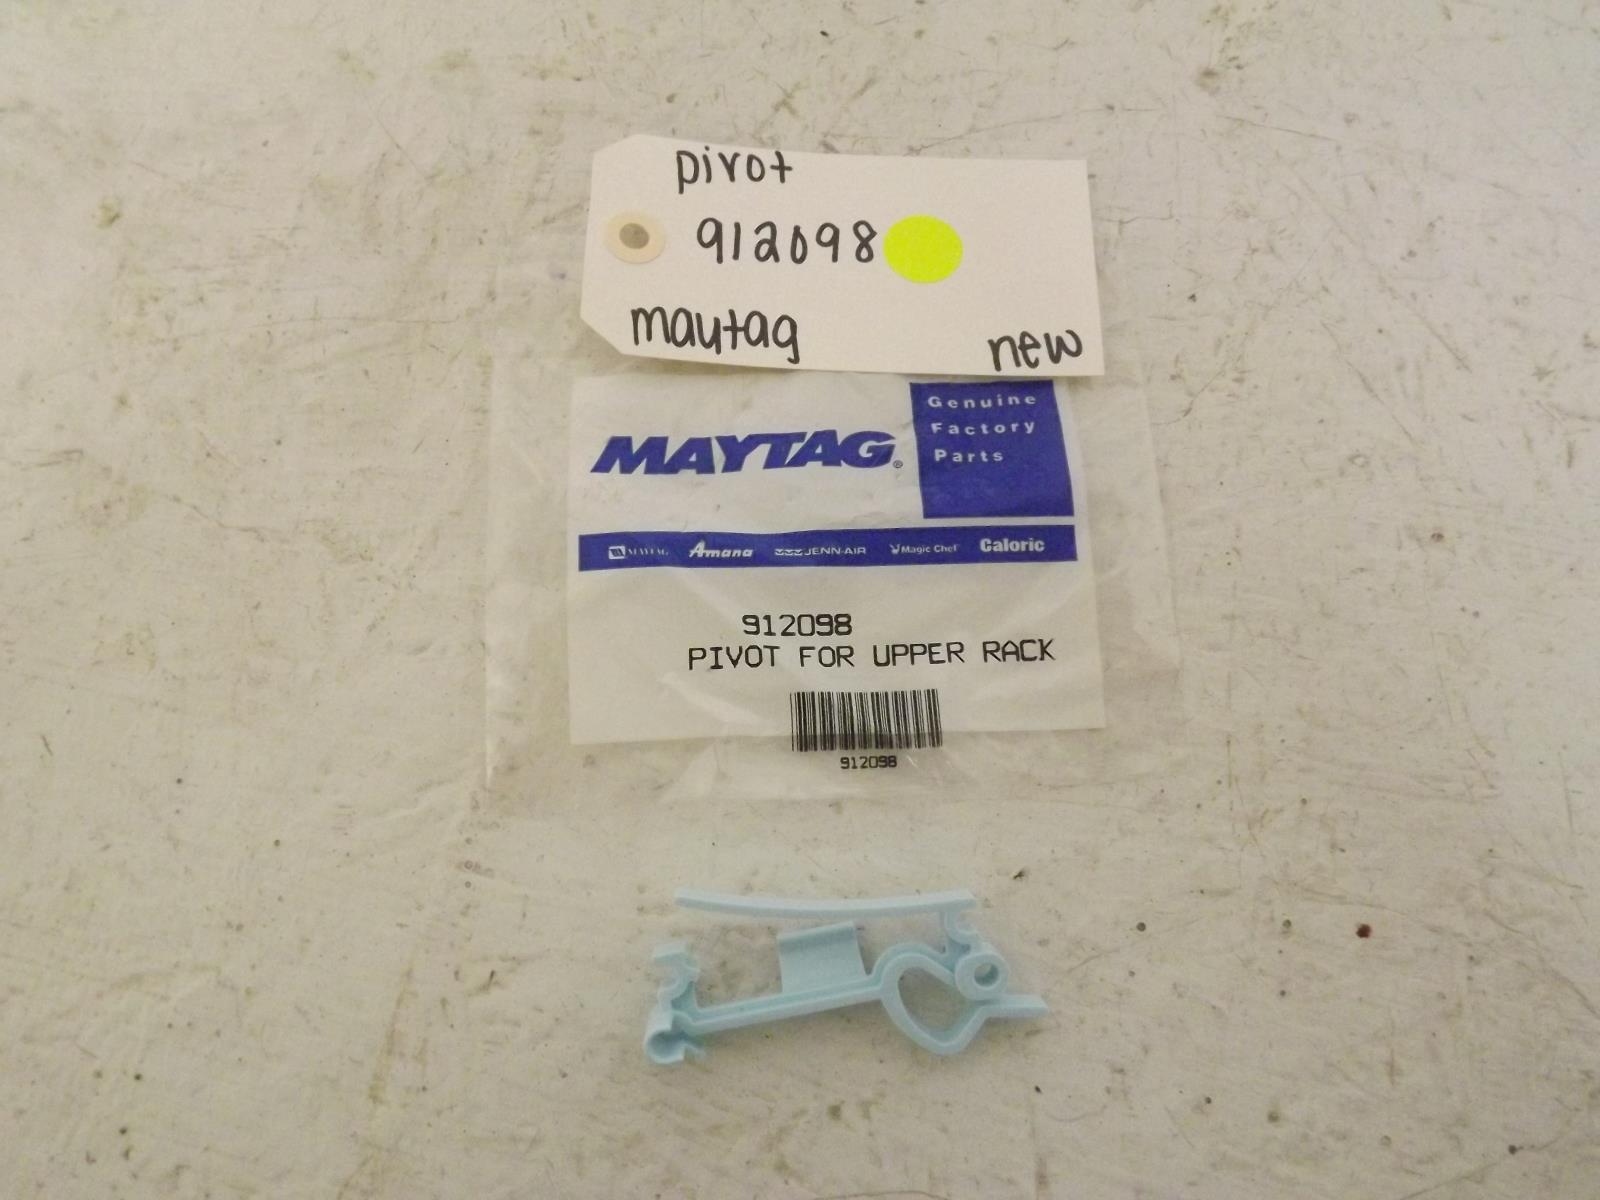 pivot
912098
maytag new
MAYTAG®
Genuine
Factory
Parts
MAYTAG Amana JENN-AIR Magic Chef Caloric
912098
PIVOT FOR UPPER RACK
912098